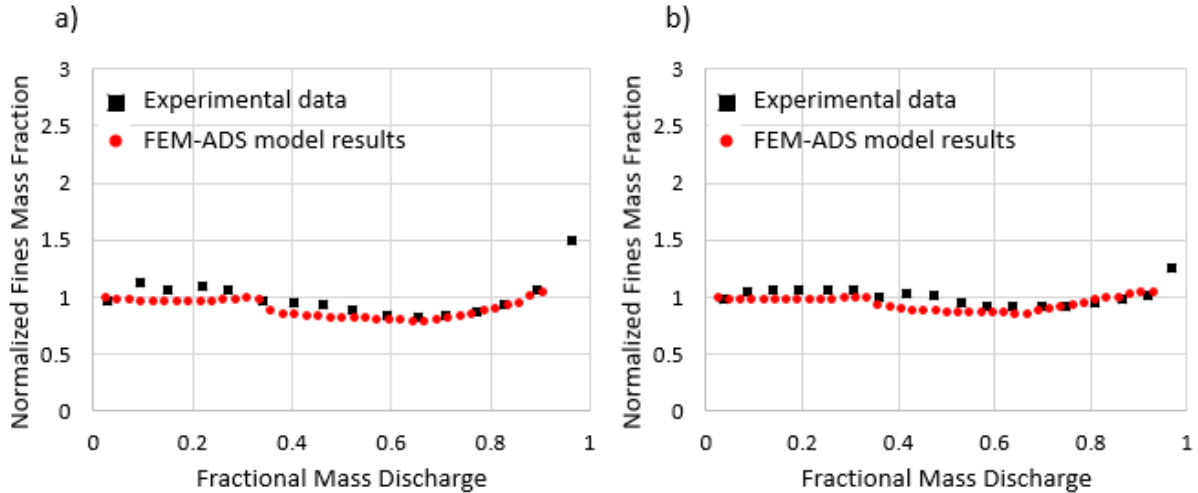 a)
Normalized Fines Mass Fraction
3
2.5
2
1.5
1
0.5
0
Experimental data
FEM-ADS model results
0 0.2 0.4 0.6 0.8 1
Fractional Mass Discharge
b)
Normalized Fines Mass Fraction
3
2.5
2
1.5
1
0.5
0
Experimental data
FEM-ADS model results
0 0.2 0.4 0.6 0.8 1
Fractional Mass Discharge